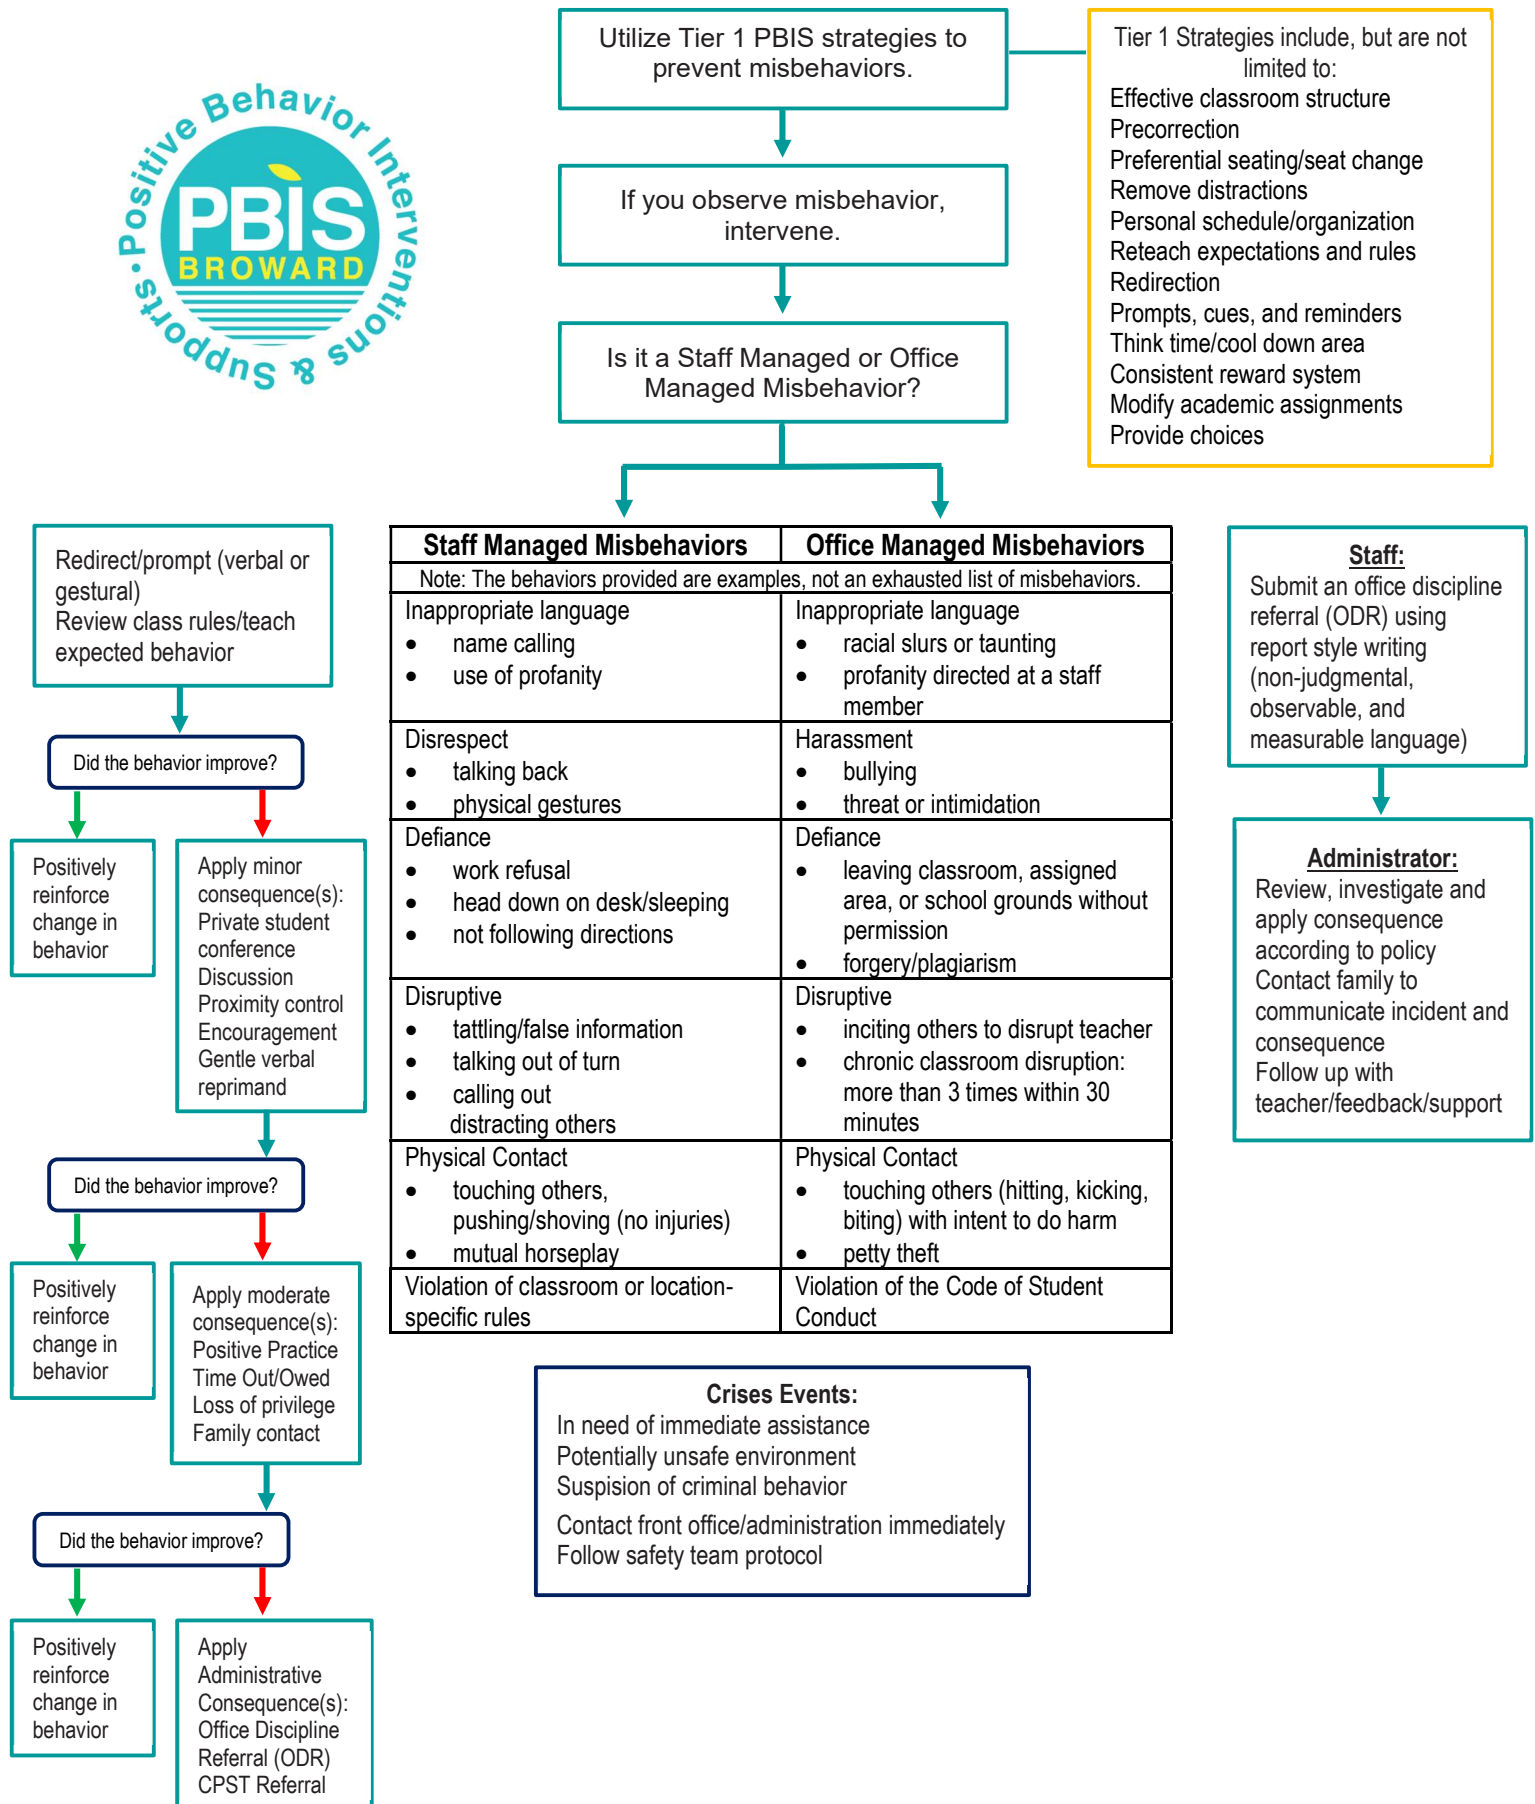 Utilize Tier 1 PBIS strategies to
prevent misbehaviors.
Tier 1 Strategies include, but are not
limited to:
Effective classroom structure
Precorrection
Preferential seating/seat change
Remove distractions
Personal schedule/organization
Reteach expectations and rules
Redirection
Prompts, cues, and reminders
Think time/cool down area
Consistent reward system
Modify academic assignments
Provide choices
• Positive Behavior Interventions & Supports
PBIS
BROWARD
If you observe misbehavior,
intervene.
Is it a Staff Managed or Office
Managed Misbehavior?
Redirect/prompt (verbal or
gestural)
Review class rules/teach
expected behavior
Did the behavior improve?
Positively
reinforce
change in
behavior
Apply minor
consequence(s):
Private student
conference
Discussion
Proximity control
Encouragement
Gentle verbal
reprimand
Did the behavior improve?
Positively
reinforce
change in
behavior
Apply moderate
consequence(s):
Positive Practice
Time Out/Owed
Loss of privilege
Family contact
Did the behavior improve?
Positively
reinforce
change in
behavior
Apply
Administrative
Consequence(s):
Office Discipline
Referral (ODR)
CPST Referral
Staff Managed Misbehaviors
Office Managed Misbehaviors
Note: The behaviors provided are examples, not an exhausted list of misbehaviors.
Inappropriate language
• name calling
• use of profanity
Inappropriate language
• racial slurs or taunting
• profanity directed at a staff
member
Disrespect
• talking back
• physical gestures
Harassment
• bullying
• threat or intimidation
Defiance
• work refusal
• head down on desk/sleeping
• not following directions
Defiance
• leaving classroom, assigned
area, or school grounds without
permission
• forgery/plagiarism
Disruptive
• tattling/false information
• talking out of turn
• calling out
distracting others
Disruptive
• inciting others to disrupt teacher
• chronic classroom disruption:
more than 3 times within 30
minutes
Physical Contact
• touching others,
pushing/shoving (no injuries)
• mutual horseplay
Physical Contact
• touching others (hitting, kicking,
biting) with intent to do harm
• petty theft
Violation of classroom or location-
specific rules
Violation of the Code of Student
Conduct
Staff:
Submit an office discipline
referral (ODR) using
report style writing
(non-judgmental,
observable, and
measurable language)
Administrator:
Review, investigate and
apply consequence
according to policy
Contact family to
communicate incident and
consequence
Follow up with
teacher/feedback/support
Crises Events:
In need of immediate assistance
Potentially unsafe environment
Suspision of criminal behavior
Contact front office/administration immediately
Follow safety team protocol